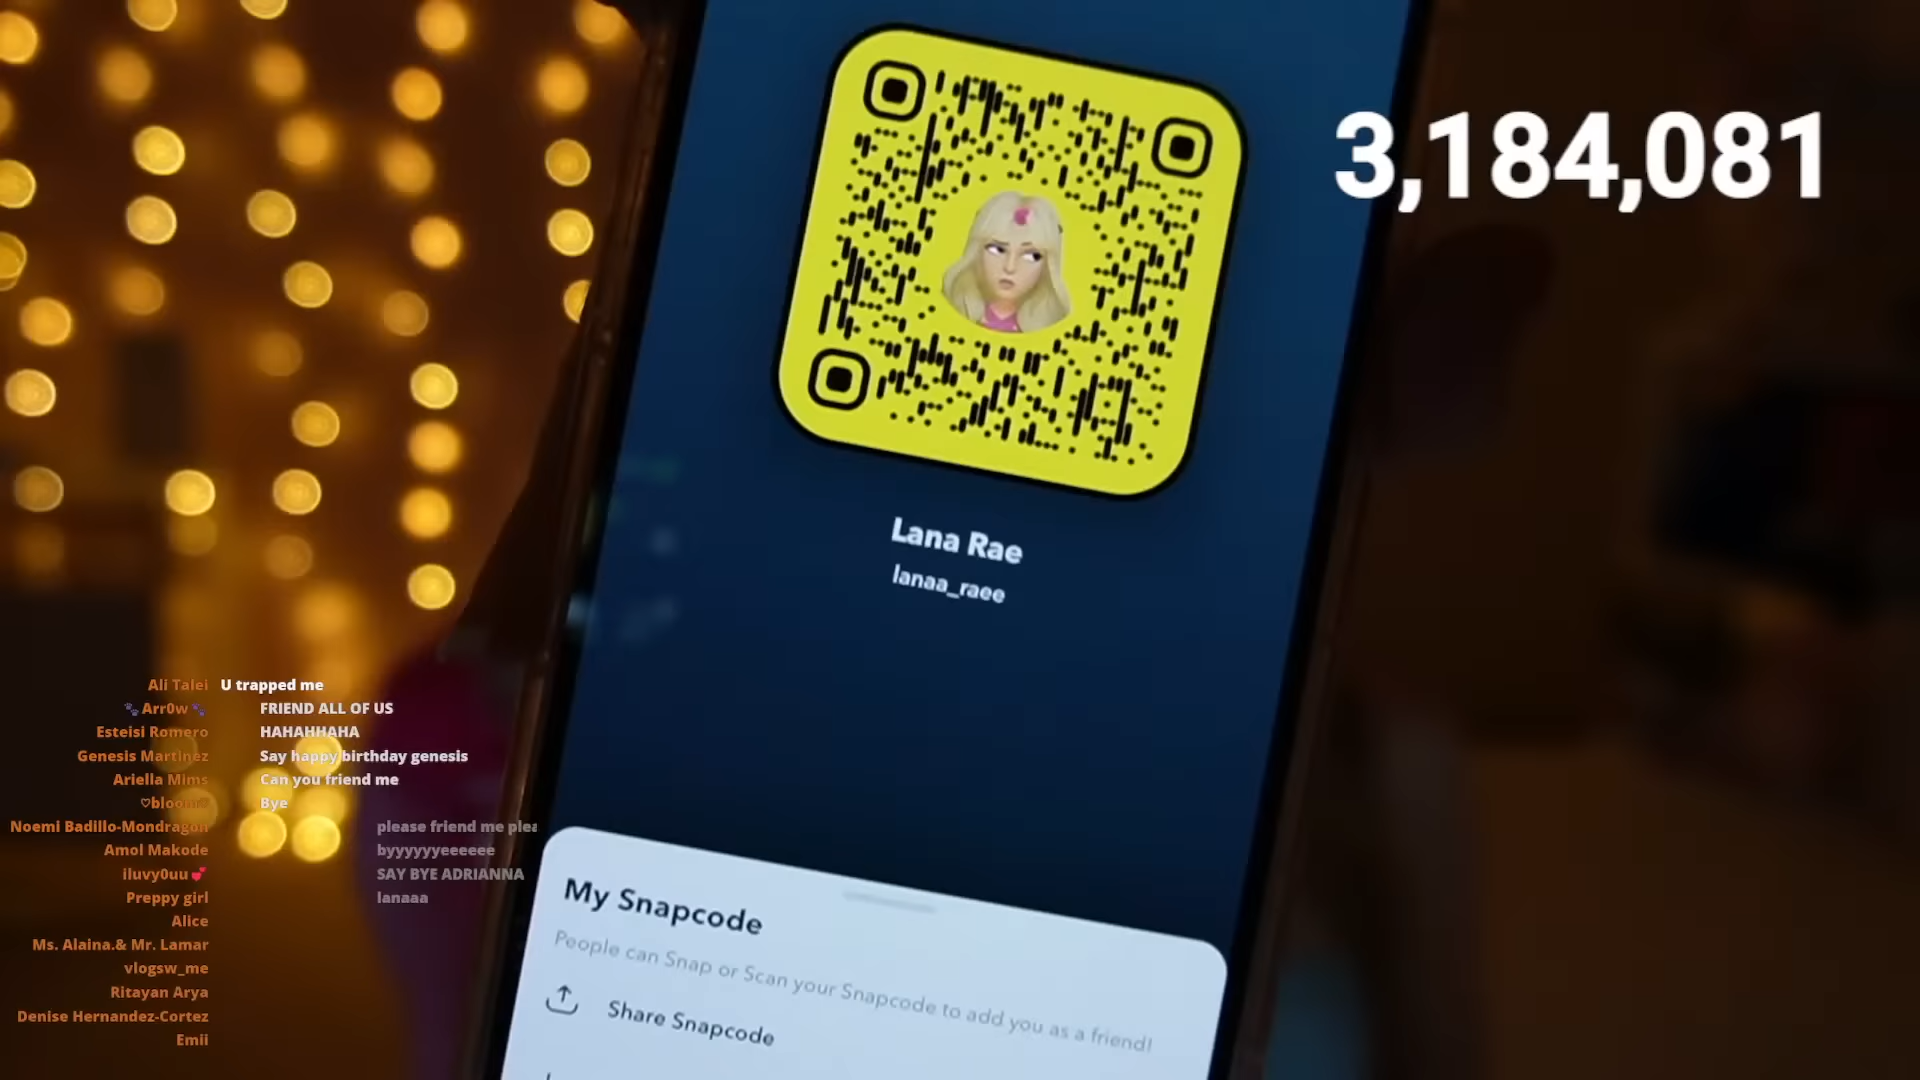 3,184,081
Lana Rae
lanaa_raee
Ali Talei U trapped me
🐾Arr0w🐾 FRIEND ALL OF US
Esteisi Romero HAHAHHAHA
Genesis Martinez Say happy birthday genesis
Ariella Mims Can you friend me
♡bloom♡ Bye
Noemi Badillo-Mondragon please friend me plea
Amol Makode byyyyyyeeeeee
iluvy0uu💕 SAY BYE ADRIANNA
Preppy girl lanaaa
Alice
Ms. Alaina.& Mr. Lamar
vlogsw_me
Ritayan Arya
Denise Hernandez-Cortez
Emii
My Snapcode
People can Snap or Scan your Snapcode to add you as a friend!
Share Snapcode